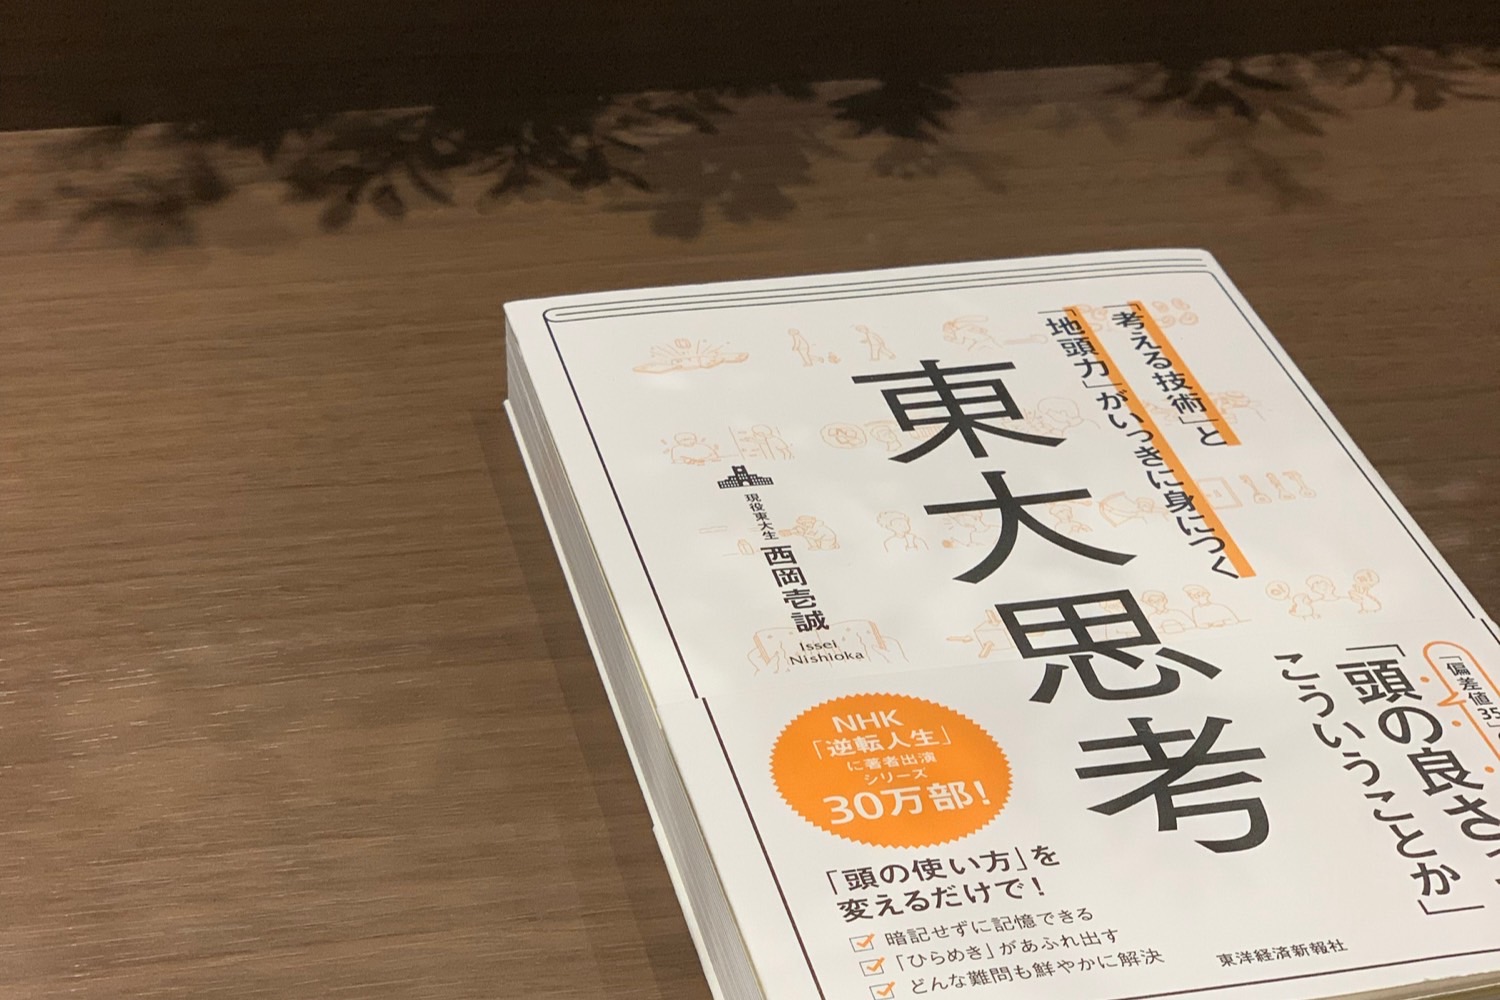 「考える技術」と
「地頭力」がいっきに身につく
東大思考
現役東大生
西岡壱誠
Issei
Nishioka
「偏差値35
「頭の良さ
こういうことか」
NHK
「逆転人生」
に著者出演
シリーズ
30万部!
「頭の使い方」を
変えるだけで!
暗記せずに記憶できる
「ひらめき」があふれ出す
どんな難問も鮮やかに解決
東洋経済新報社